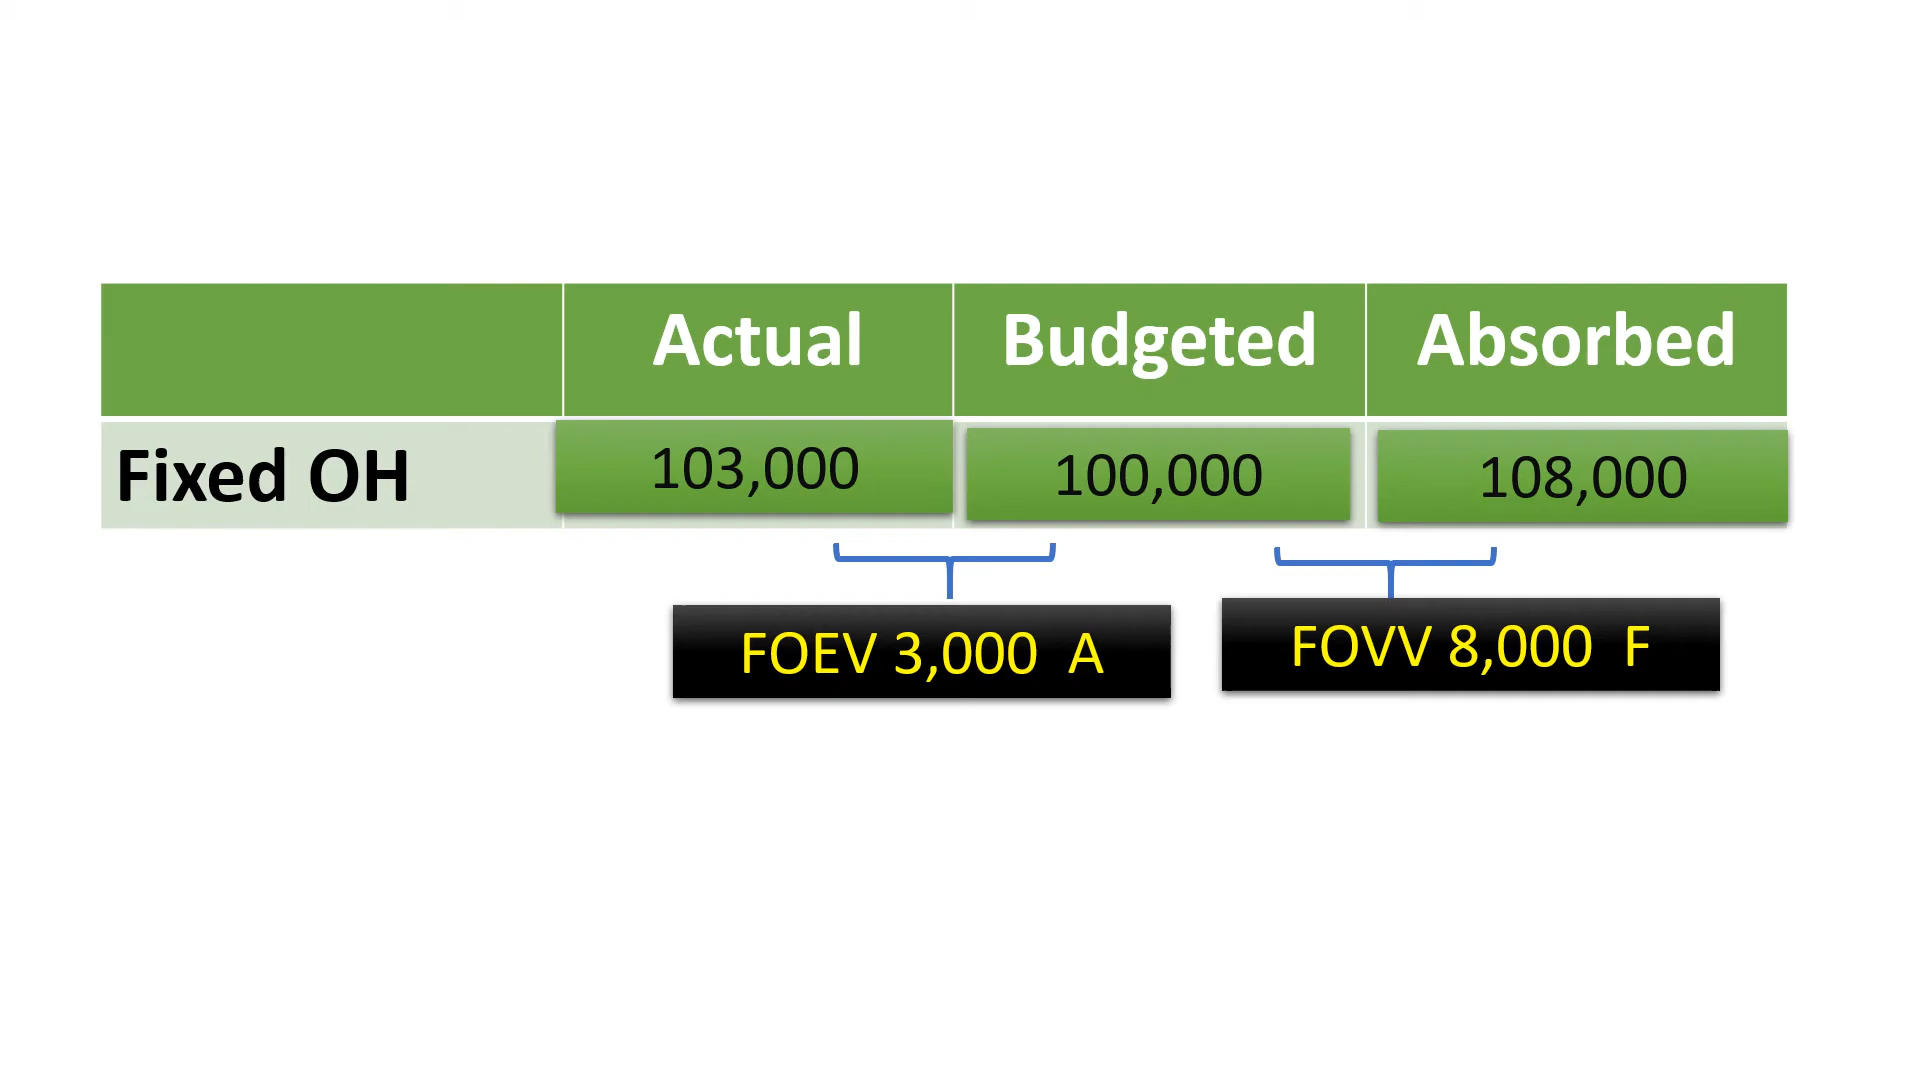 Actual Budgeted Absorbed
Fixed OH 103,000 100,000 108,000
FOEV 3,000 A FOVV 8,000 F